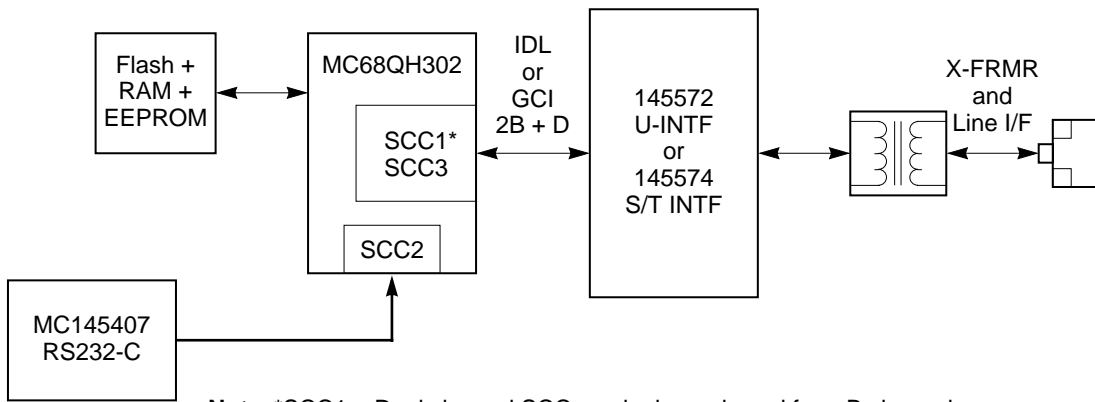 Flash +
RAM +
EEPROM
MC68QH302
SCC1*
SCC3
SCC2
IDL
or
GCI
2B + D
145572
U-INTF
or
145574
S/T INTF
X-FRMR
and
Line I/F
MC145407
RS232-C